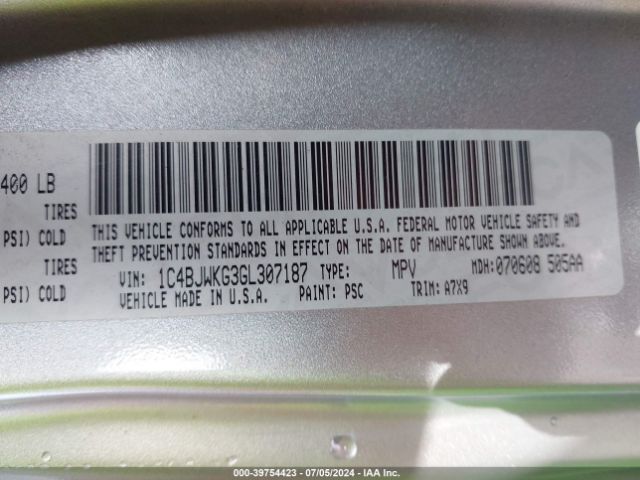 400 LB
TIRES
PSI) COLD
TIRES
PSI) COLD
THIS VEHICLE CONFORMS TO ALL APPLICABLE U.S.A. FEDERAL MOTOR VEHICLE SAFETY AND
THEFT PREVENTION STANDARDS IN EFFECT ON THE DATE OF MANUFACTURE SHOWN ABOVE.
VIN: 1C4BJWKG3GL307187 TYPE: MPV MDH:070608 505AA
VEHICLE MADE IN U.S.A. PAINT: PSC TRIM: A7X9
000-39754423 - 07/05/2024 - IAA Inc.